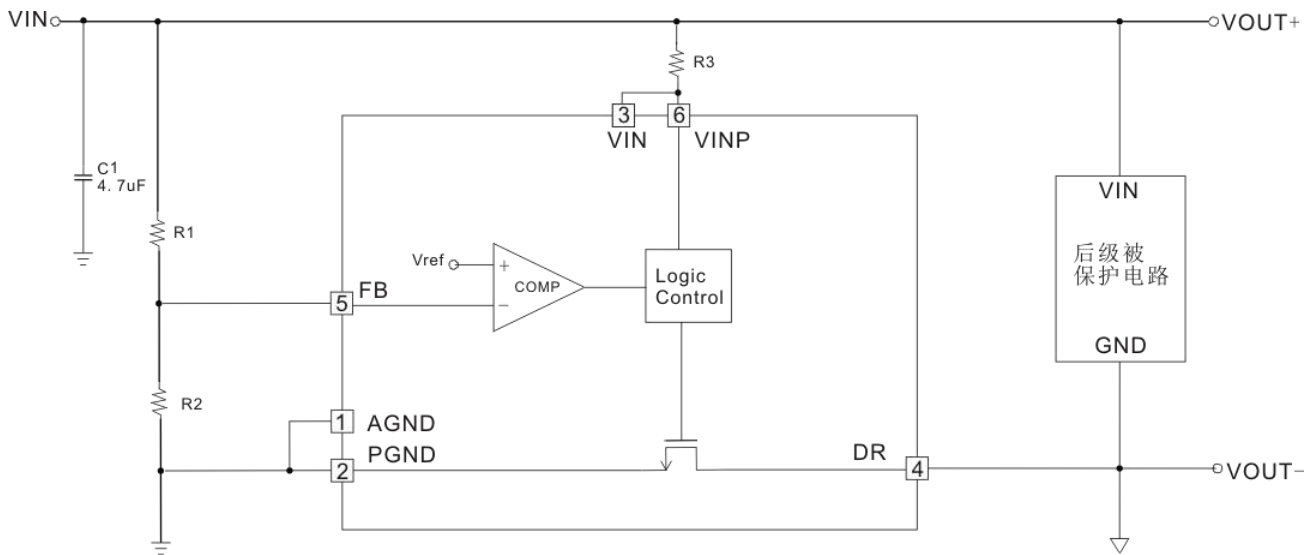 VIN
VOUT+
R3
3
6
VIN
VINP
C1
4.7uF
VIN
R1
后级被
保护电路
Vref
+
COMP
−
Logic
Control
5
FB
GND
R2
1
AGND
PGND
2
DR
4
VOUT−